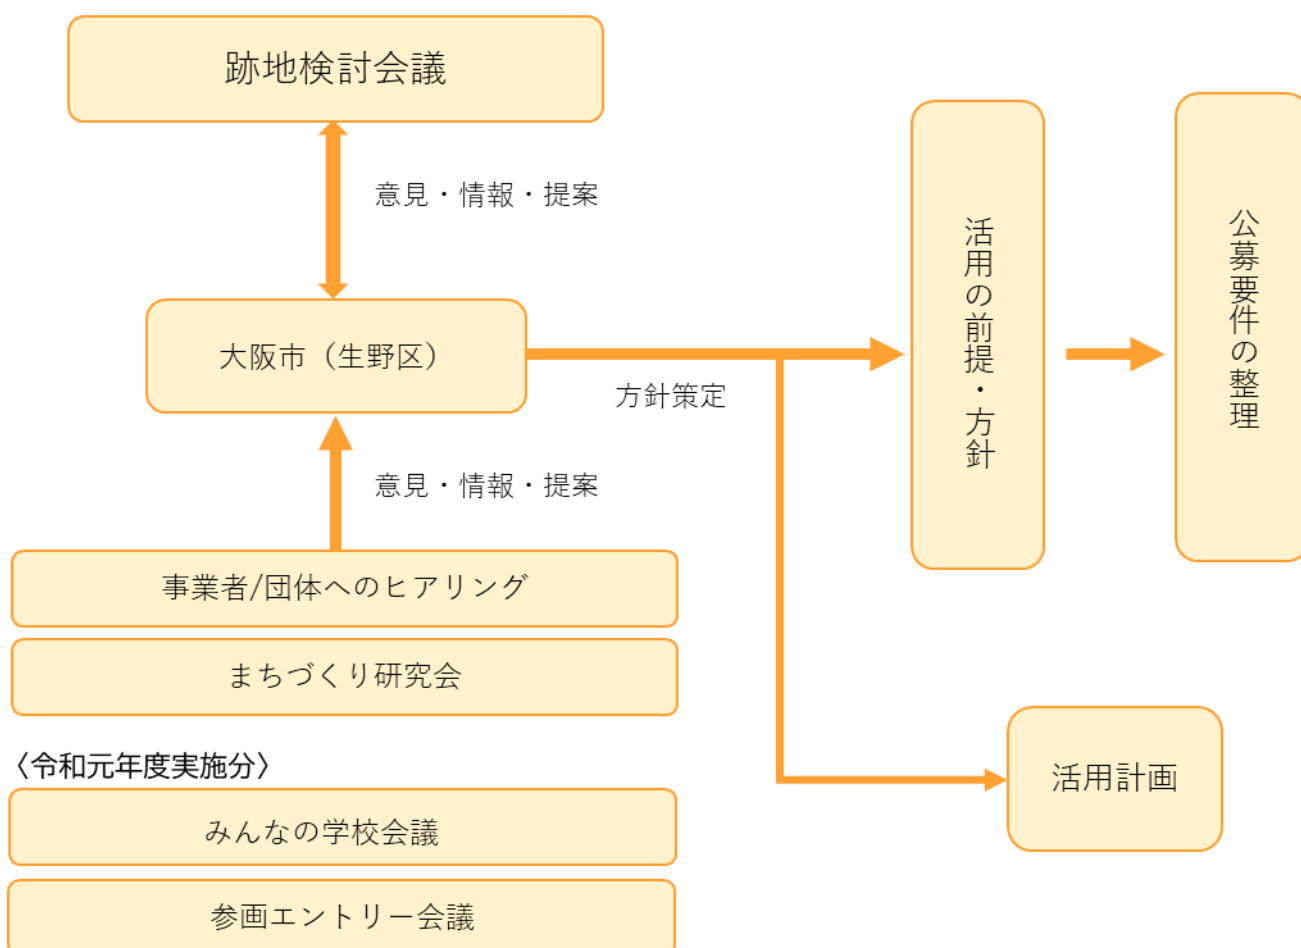 跡地検討会議
意見・情報・提案
大阪市（生野区）
方針策定
意見・情報・提案
事業者/団体へのヒアリング
まちづくり研究会
〈令和元年度実施分〉
みんなの学校会議
参画エントリー会議
活用の前提・方針
公募要件の整理
活用計画